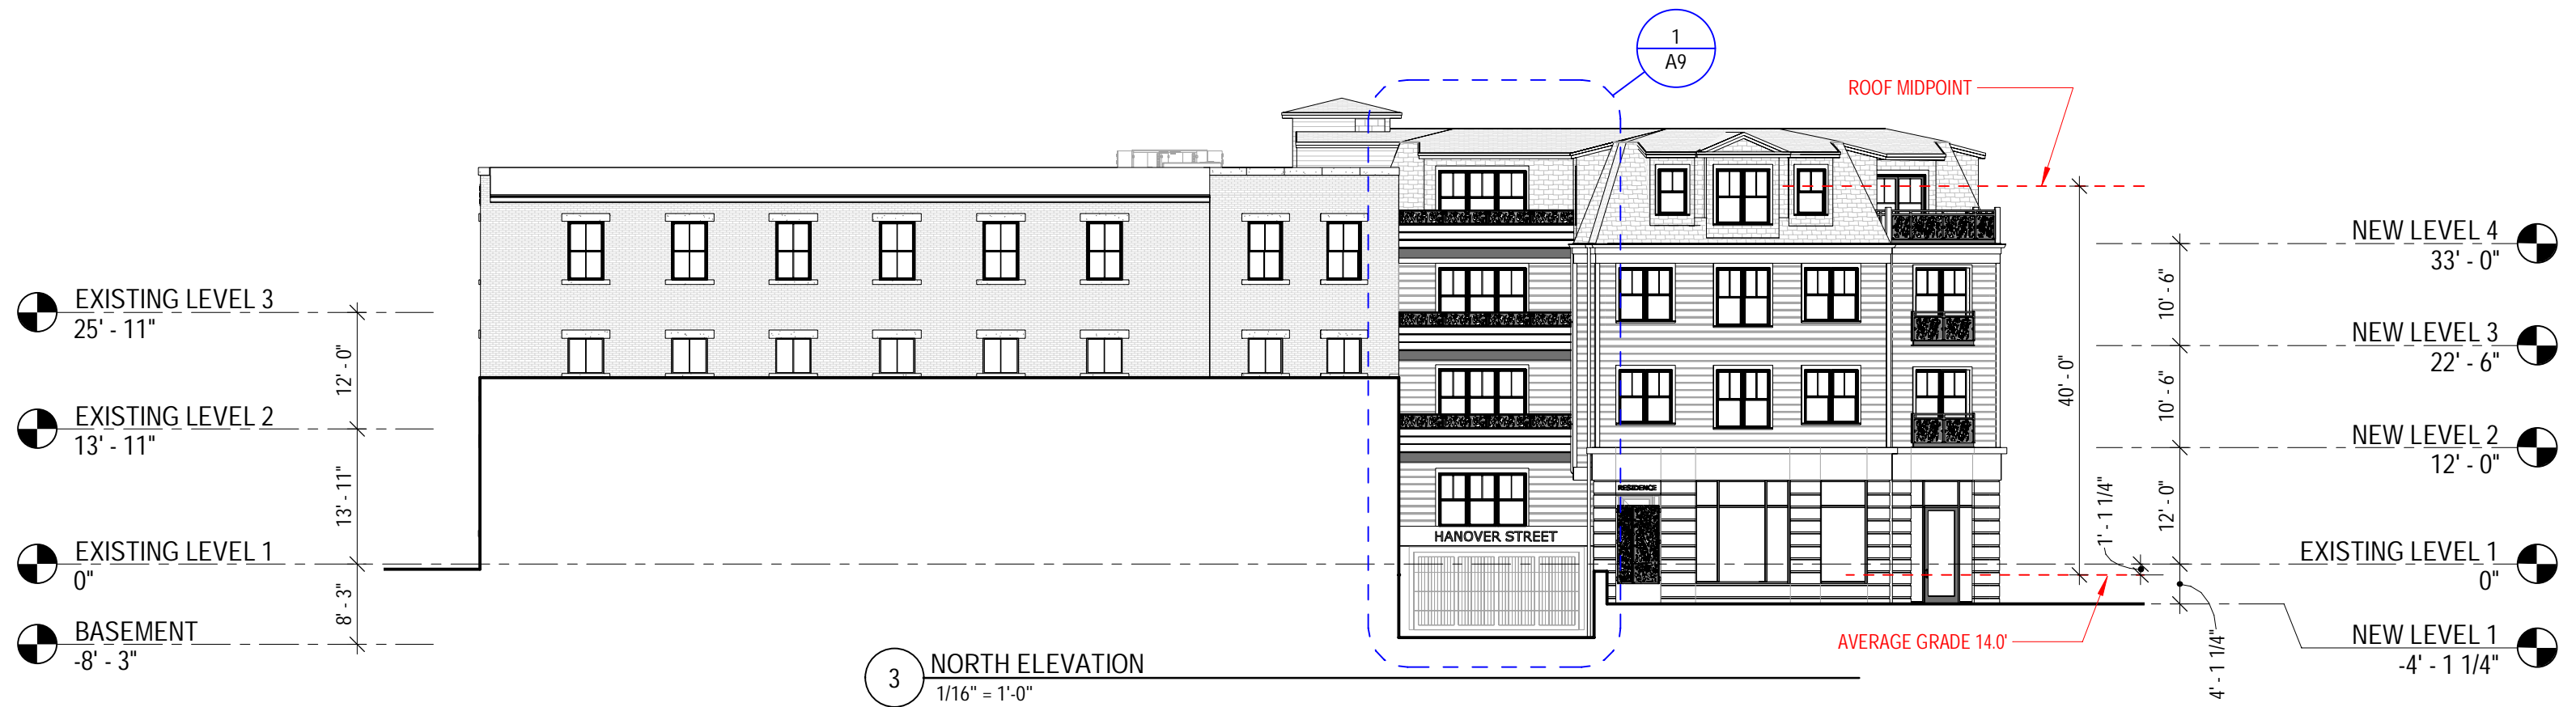 1
A9
ROOF MIDPOINT
EXISTING LEVEL 3
25' - 11"
12' - 0"
EXISTING LEVEL 2
13' - 11"
13' - 11"
EXISTING LEVEL 1
0"
8' - 3"
BASEMENT
-8' - 3"
RESIDENCE
HANOVER STREET
3
NORTH ELEVATION
1/16" = 1'-0"
40' - 0"
AVERAGE GRADE 14.0'
1' - 1 1/4"
4' - 1 1/4"
NEW LEVEL 4
33' - 0"
10' - 6"
NEW LEVEL 3
22' - 6"
10' - 6"
NEW LEVEL 2
12' - 0"
12' - 0"
EXISTING LEVEL 1
0"
NEW LEVEL 1
-4' - 1 1/4"